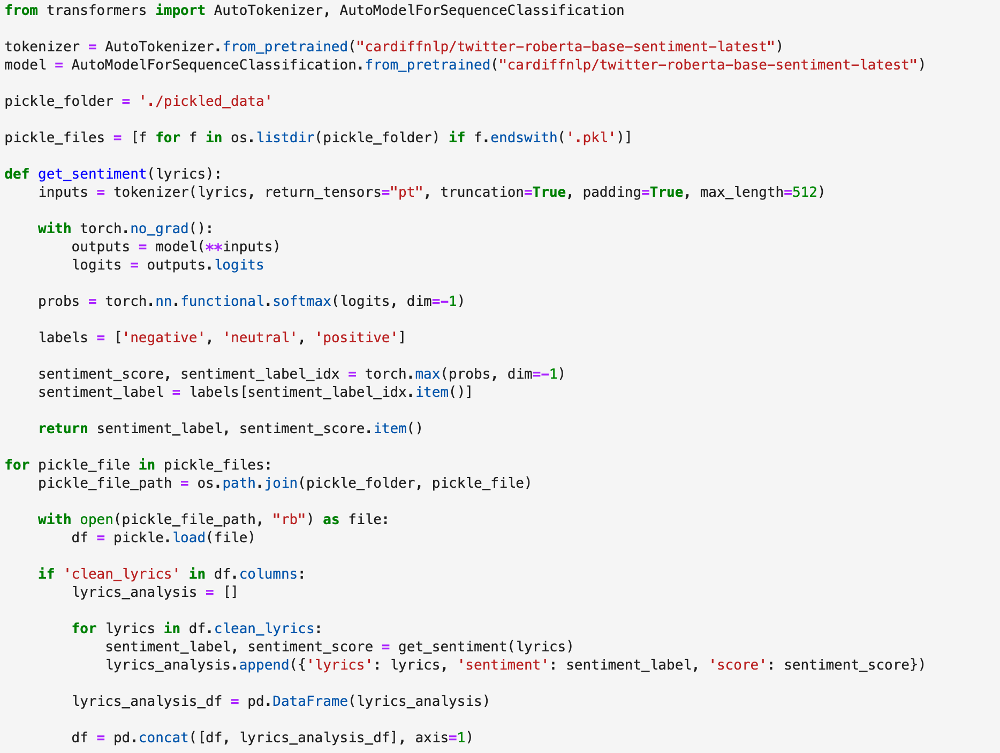 from transformers import AutoTokenizer, AutoModelForSequenceClassification

tokenizer = AutoTokenizer.from_pretrained("cardiffnlp/twitter-roberta-base-sentiment-latest")
model = AutoModelForSequenceClassification.from_pretrained("cardiffnlp/twitter-roberta-base-sentiment-latest")

pickle_folder = './pickled_data'

pickle_files = [f for f in os.listdir(pickle_folder) if f.endswith('.pkl')]

def get_sentiment(lyrics):
    inputs = tokenizer(lyrics, return_tensors="pt", truncation=True, padding=True, max_length=512)

    with torch.no_grad():
        outputs = model(**inputs)
        logits = outputs.logits

    probs = torch.nn.functional.softmax(logits, dim=-1)

    labels = ['negative', 'neutral', 'positive']

    sentiment_score, sentiment_label_idx = torch.max(probs, dim=-1)
    sentiment_label = labels[sentiment_label_idx.item()]

    return sentiment_label, sentiment_score.item()

for pickle_file in pickle_files:
    pickle_file_path = os.path.join(pickle_folder, pickle_file)

    with open(pickle_file_path, "rb") as file:
        df = pickle.load(file)

    if 'clean_lyrics' in df.columns:
        lyrics_analysis = []

        for lyrics in df.clean_lyrics:
            sentiment_label, sentiment_score = get_sentiment(lyrics)
            lyrics_analysis.append({'lyrics': lyrics, 'sentiment': sentiment_label, 'score': sentiment_score})

        lyrics_analysis_df = pd.DataFrame(lyrics_analysis)

        df = pd.concat([df, lyrics_analysis_df], axis=1)